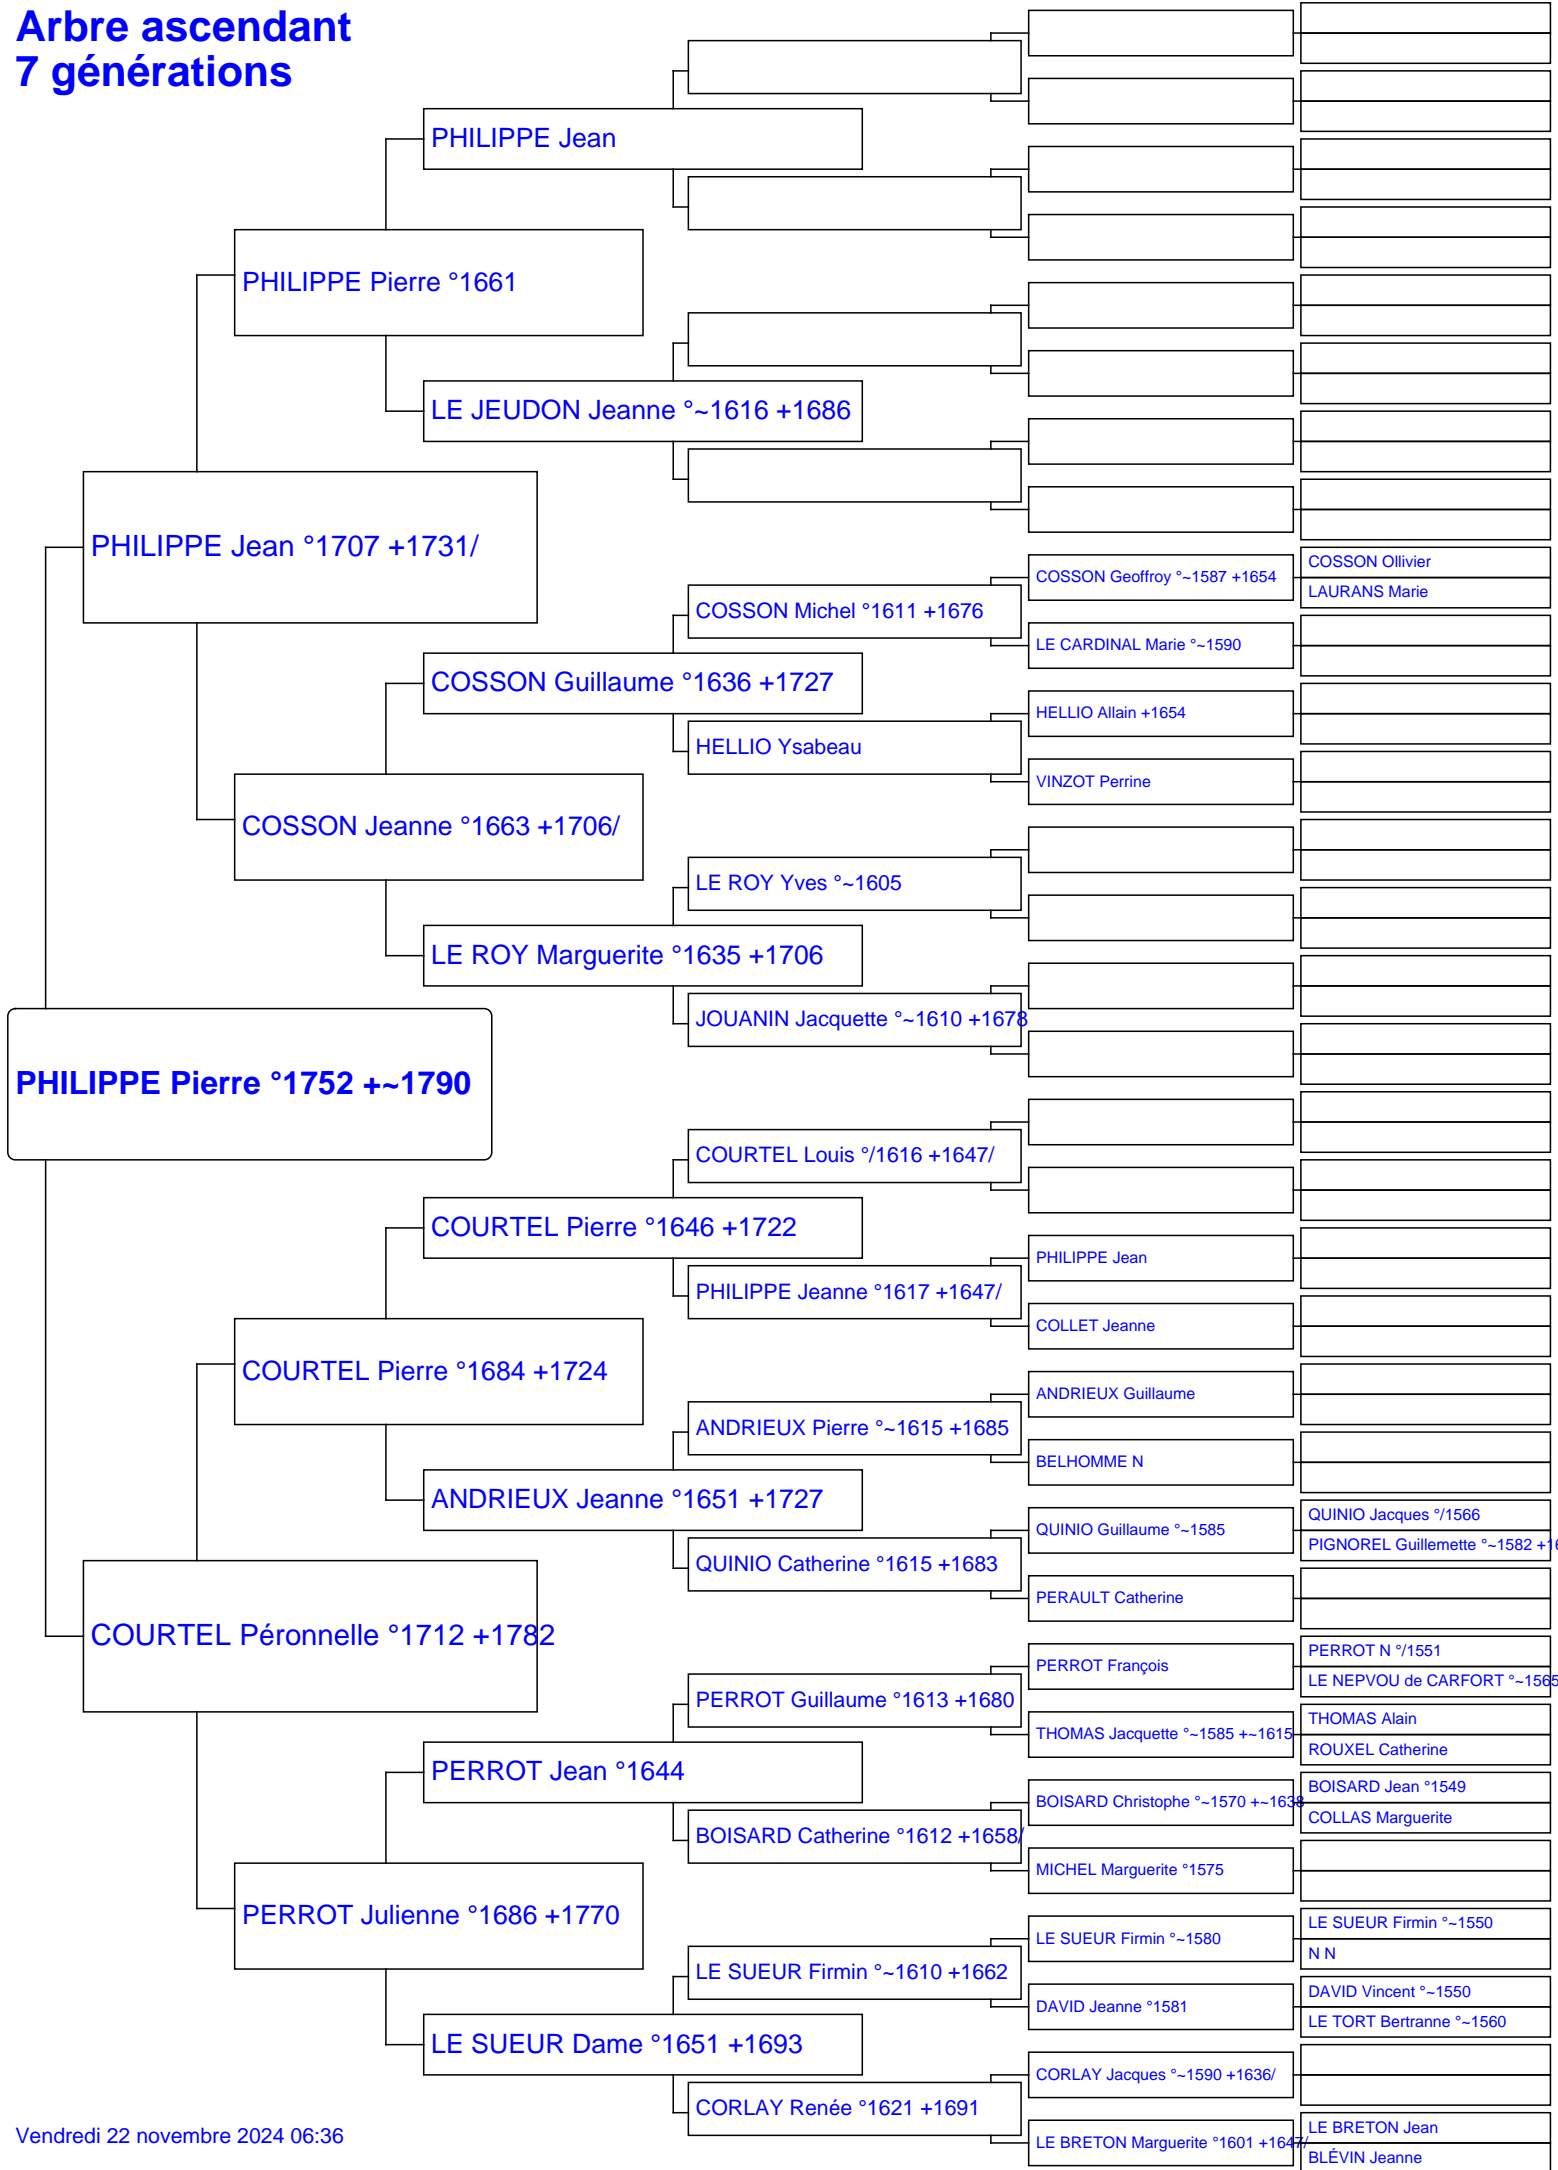 Arbre ascendant
7 générations
PHILIPPE Jean
PHILIPPE Pierre °1661
LE JEUDON Jeanne °~1616 +1686
PHILIPPE Jean °1707 +1731/
COSSON Ollivier
COSSON Geoffroy °~1587 +1654
LAURANS Marie
COSSON Michel °1611 +1676
LE CARDINAL Marie °~1590
COSSON Guillaume °1636 +1727
HELLIO Allain +1654
HELLIO Ysabeau
VINZOT Perrine
COSSON Jeanne °1663 +1706/
LE ROY Yves °~1605
LE ROY Marguerite °1635 +1706
JOUANIN Jacquette °~1610 +1678
PHILIPPE Pierre °1752 +~1790
COURTEL Louis °/1616 +1647/
COURTEL Pierre °1646 +1722
PHILIPPE Jean
PHILIPPE Jeanne °1617 +1647/
COLLET Jeanne
COURTEL Pierre °1684 +1724
ANDRIEUX Guillaume
ANDRIEUX Pierre °~1615 +1685
BELHOMME N
ANDRIEUX Jeanne °1651 +1727
QUINIO Jacques °/1566
QUINIO Guillaume °~1585
PIGNOREL Guillemette °~1582
QUINIO Catherine °1615 +1683
PERAULT Catherine
COURTEL Péronnelle °1712 +1782
PERROT N °/1551
PERROT François
LE NEPVOU de CARFORT °~1565
PERROT Guillaume °1613 +1680
THOMAS Alain
THOMAS Jacquette °~1585 +~1615
ROUXEL Catherine
PERROT Jean °1644
BOISARD Jean °1549
BOISARD Christophe °~1570 +~1638
COLLAS Marguerite
BOISARD Catherine °1612 +1658/
MICHEL Marguerite °1575
PERROT Julienne °1686 +1770
LE SUEUR Firmin °~1550
LE SUEUR Firmin °~1580
N N
LE SUEUR Firmin °~1610 +1662
DAVID Vincent °~1550
DAVID Jeanne °1581
LE TORT Bertranne °~1560
LE SUEUR Dame °1651 +1693
CORLAY Jacques °~1590 +1636/
CORLAY Renée °1621 +1691
LE BRETON Jean
LE BRETON Marguerite °1601 +1647/
BLÉVIN Jeanne
Vendredi 22 novembre 2024 06:36